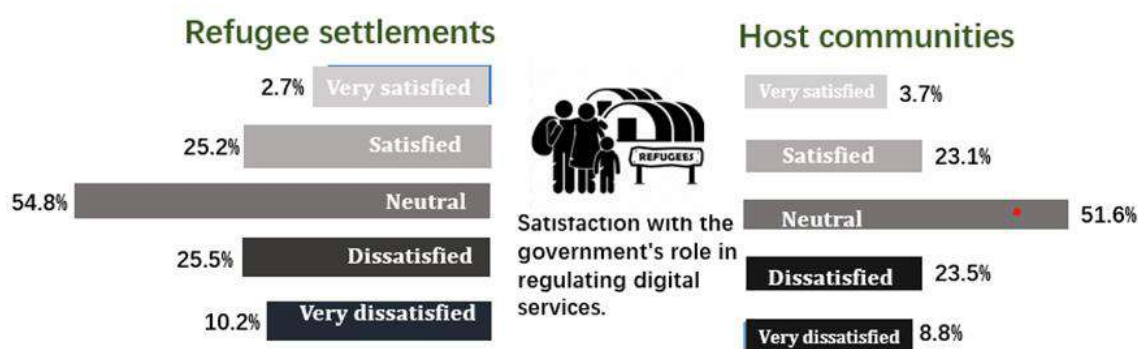 Refugee settlements
2.7% Very satisfied
25.2% Satisfied
54.8% Neutral
25.5% Dissatisfied
10.2% Very dissatisfied
REFUGEES
Satisfaction with the
government's role in
regulating digital
services.
Host communities
Very satisfied 3.7%
Satisfied 23.1%
Neutral 51.6%
Dissatisfied 23.5%
Very dissatisfied 8.8%